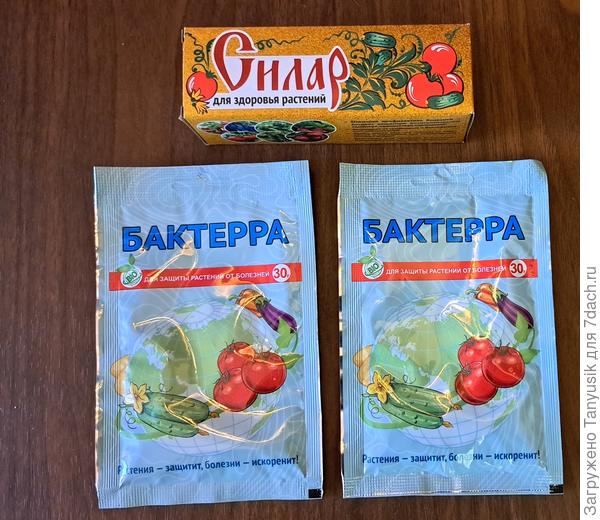 Силар
для здоровья растений
БАКТЕРРА
BIO
ДЛЯ ЗАЩИТЫ РАСТЕНИЙ ОТ БОЛЕЗНЕЙ 30г
Растения — защитит, болезни — искоренит!
БАКТЕРРА
BIO
ДЛЯ ЗАЩИТЫ РАСТЕНИЙ ОТ БОЛЕЗНЕЙ 30г
Растения — защитит, болезни — искоренит!
Загружено Tanyusik для 7dach.ru